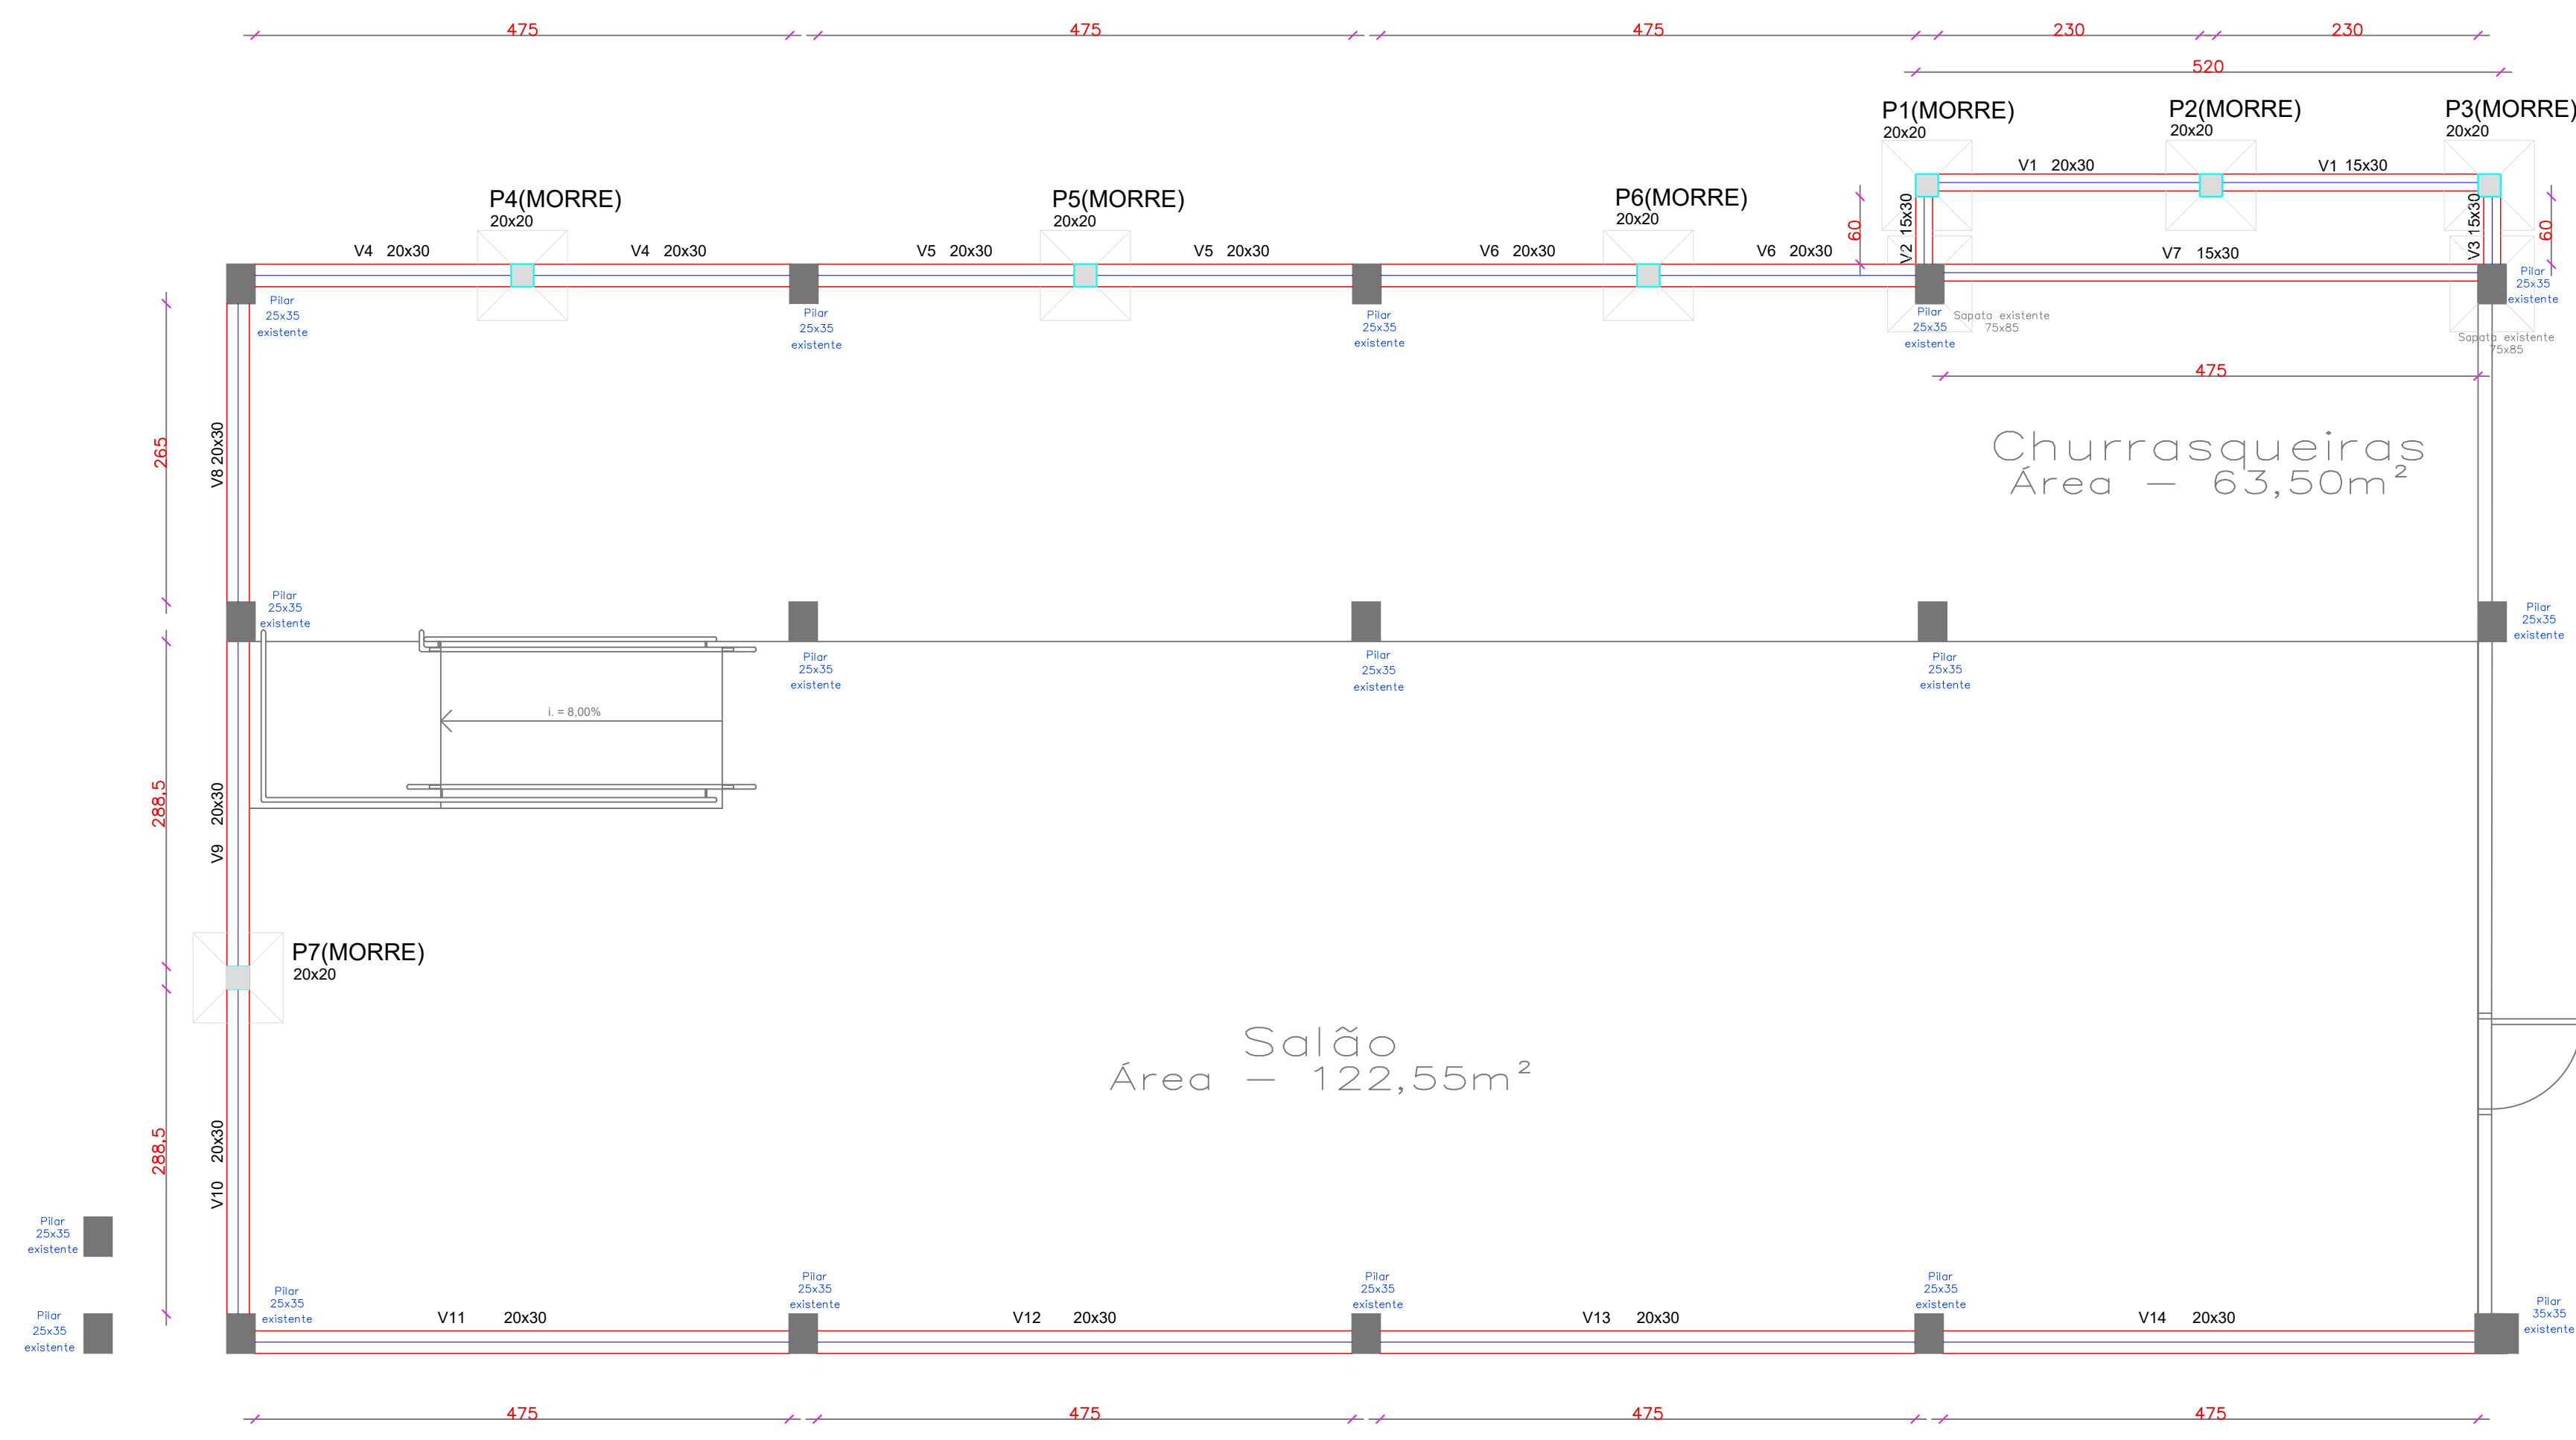 475
475
475
230
230
520
P1(MORRE)
20x20
P2(MORRE)
20x20
P3(MORRE)
20x20
V1 20x30
V1 15x30
P4(MORRE)
20x20
P5(MORRE)
20x20
P6(MORRE)
20x20
V4 20x30
V4 20x30
V5 20x30
V5 20x30
V6 20x30
V6 20x30
60
V2 15x30
V7 15x30
V3 15x30
60
Pilar
25x35
existente
Pilar
25x35
existente
Pilar
25x35
existente
Pilar
25x35
existente
Sapata existente
75x85
Pilar
25x35
existente
Sapata existente
75x85
475
265
V8 20x30
Churrasqueiras
Área – 63,50m²
Pilar
25x35
existente
Pilar
25x35
existente
Pilar
25x35
existente
Pilar
25x35
existente
Pilar
25x35
existente
i. = 8,00%
288,5
V9 20x30
P7(MORRE)
20x20
Salão
Área – 122,55m²
288,5
V10 20x30
Pilar
25x35
existente
Pilar
25x35
existente
Pilar
25x35
existente
Pilar
25x35
existente
Pilar
25x35
existente
Pilar
25x35
existente
Pilar
35x35
existente
V11 20x30
V12 20x30
V13 20x30
V14 20x30
475
475
475
475